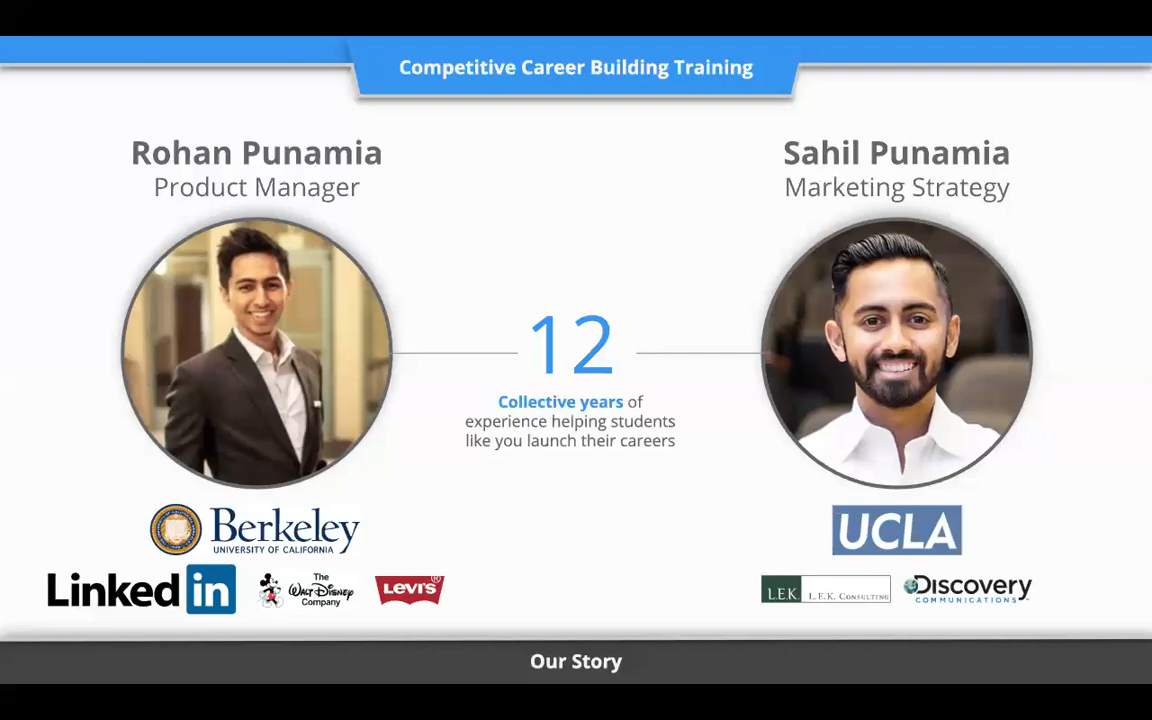 Competitive Career Building Training
Rohan Punamia
Product Manager
Sahil Punamia
Marketing Strategy
12
Collective years of
experience helping students
like you launch their careers
Berkeley
UNIVERSITY OF CALIFORNIA
LinkedIn
The
WALT DISNEY
Company
LEVI'S®
UCLA
L.E.K. L.E.K. CONSULTING
Discovery
COMMUNICATIONS
Our Story